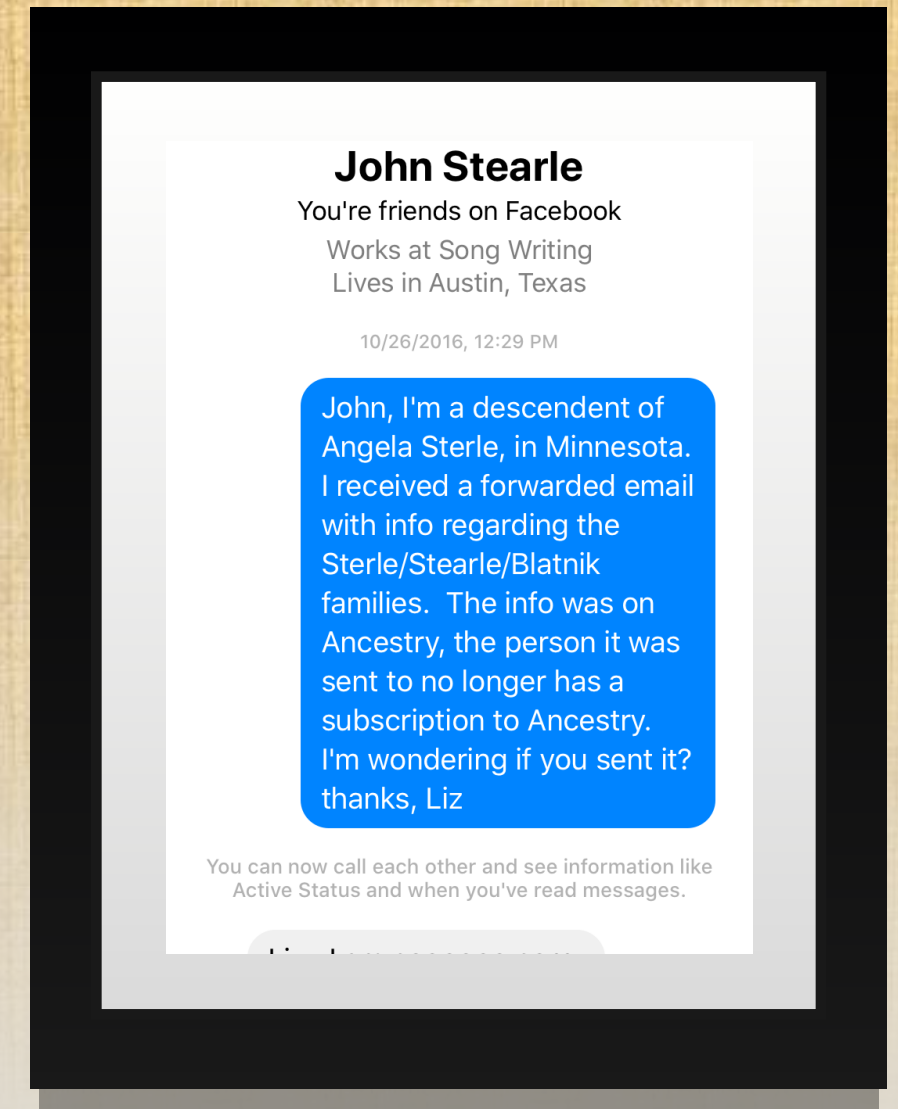 John Stearle
You're friends on Facebook
Works at Song Writing
Lives in Austin, Texas
10/26/2016, 12:29 PM
John, I'm a descendent of
Angela Sterle, in Minnesota.
I received a forwarded email
with info regarding the
Sterle/Stearle/Blatnik
families.  The info was on
Ancestry, the person it was
sent to no longer has a
subscription to Ancestry.
I'm wondering if you sent it?
thanks, Liz
You can now call each other and see information like
Active Status and when you've read messages.